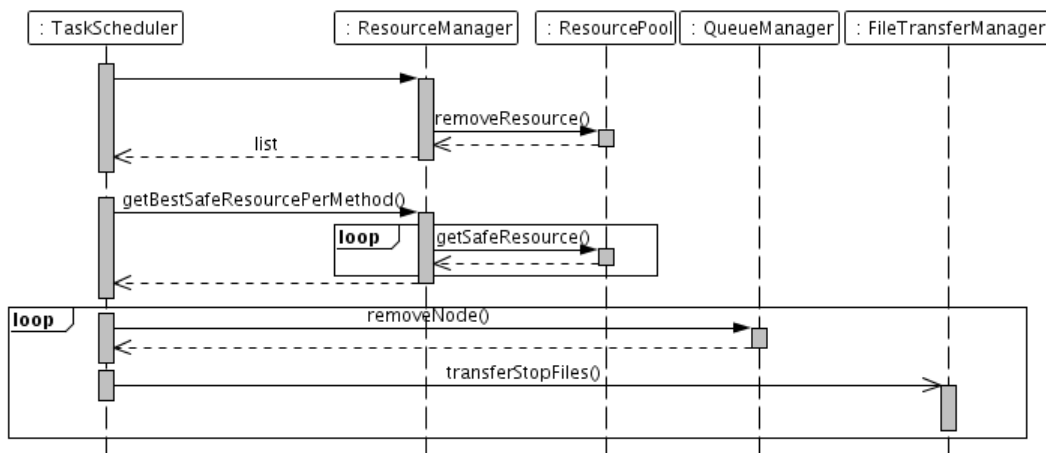 : TaskScheduler
: ResourceManager
: ResourcePool
: QueueManager
: FileTransferManager
removeResource()
list
getBestSafeResourcePerMethod()
loop
getSafeResource()
loop
removeNode()
transferStopFiles()